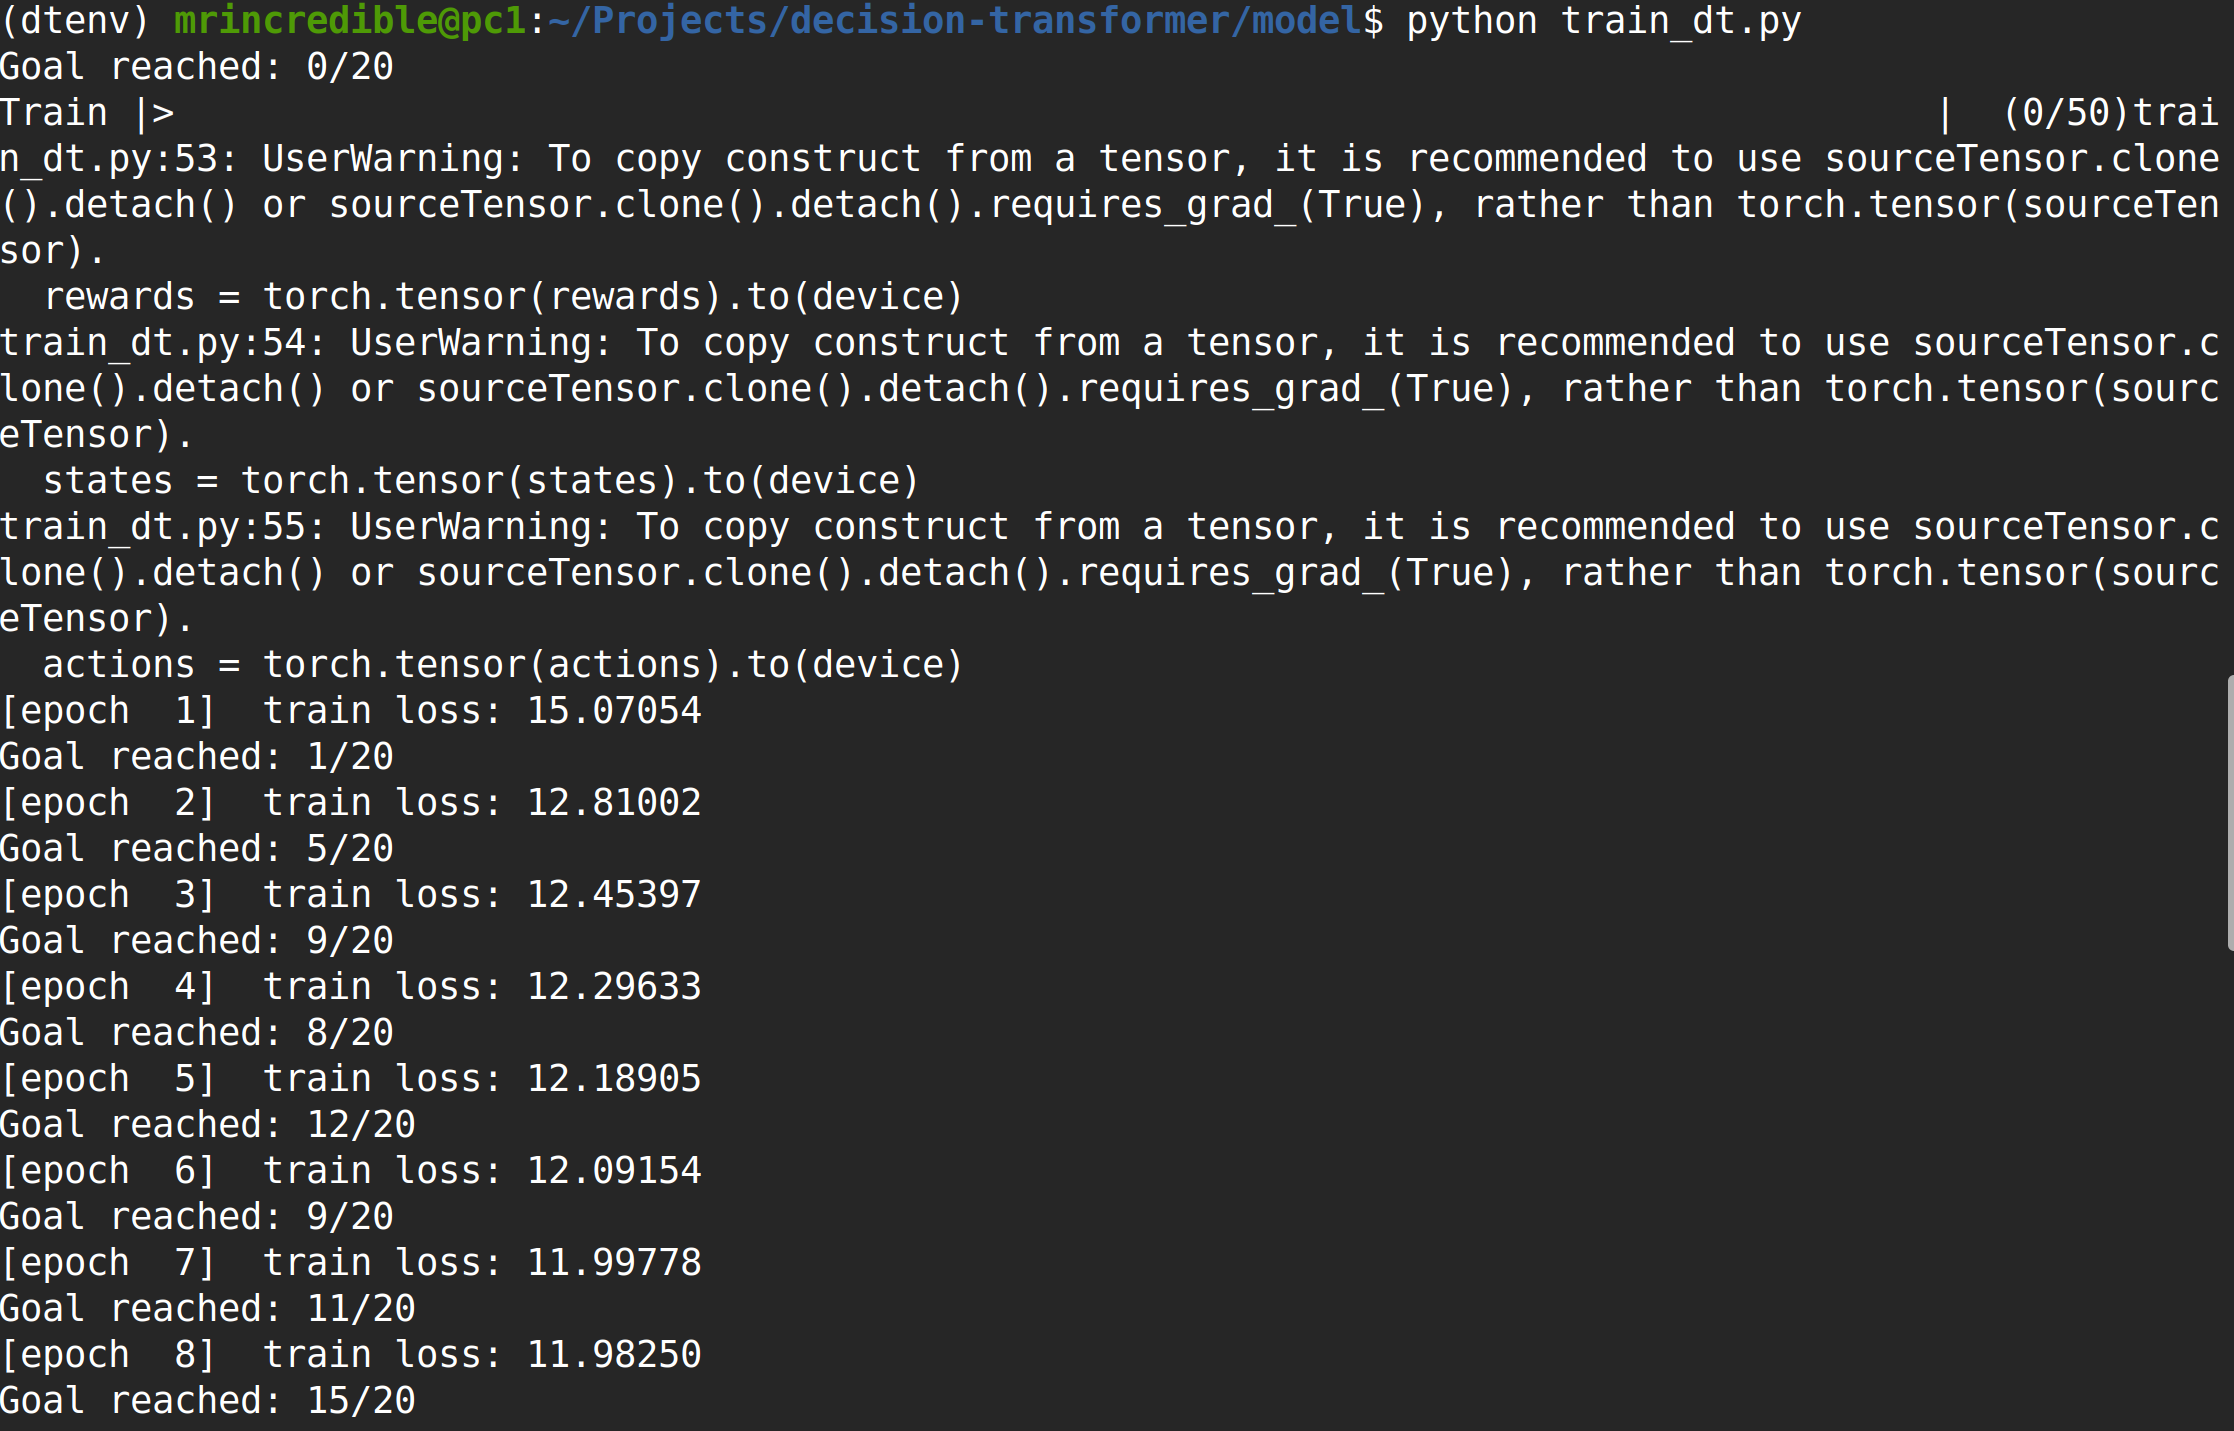 (dtenv) mrincredible@pc1:~/Projects/decision-transformer/model$ python train_dt.py
Goal reached: 0/20
Train |>                                                                                | (0/50)trai
n_dt.py:53: UserWarning: To copy construct from a tensor, it is recommended to use sourceTensor.clone
().detach() or sourceTensor.clone().detach().requires_grad_(True), rather than torch.tensor(sourceTen
sor).
  rewards = torch.tensor(rewards).to(device)
train_dt.py:54: UserWarning: To copy construct from a tensor, it is recommended to use sourceTensor.c
lone().detach() or sourceTensor.clone().detach().requires_grad_(True), rather than torch.tensor(sourc
eTensor).
  states = torch.tensor(states).to(device)
train_dt.py:55: UserWarning: To copy construct from a tensor, it is recommended to use sourceTensor.c
lone().detach() or sourceTensor.clone().detach().requires_grad_(True), rather than torch.tensor(sourc
eTensor).
  actions = torch.tensor(actions).to(device)
[epoch  1]  train loss: 15.07054
Goal reached: 1/20
[epoch  2]  train loss: 12.81002
Goal reached: 5/20
[epoch  3]  train loss: 12.45397
Goal reached: 9/20
[epoch  4]  train loss: 12.29633
Goal reached: 8/20
[epoch  5]  train loss: 12.18905
Goal reached: 12/20
[epoch  6]  train loss: 12.09154
Goal reached: 9/20
[epoch  7]  train loss: 11.99778
Goal reached: 11/20
[epoch  8]  train loss: 11.98250
Goal reached: 15/20